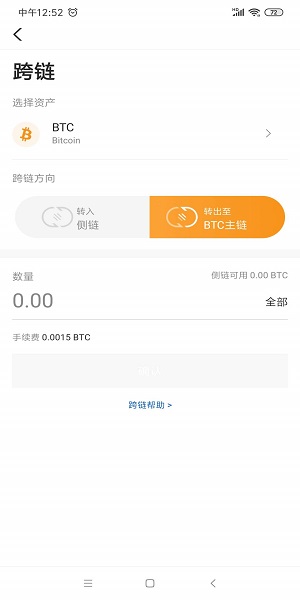 中午12:52
HD
72
跨链
选择资产
BTC
Bitcoin
跨链方向
转入
侧链
转出至
BTC主链
数量
侧链可用 0.00 BTC
0.00
全部
手续费 0.0015 BTC
确认
跨链帮助 >